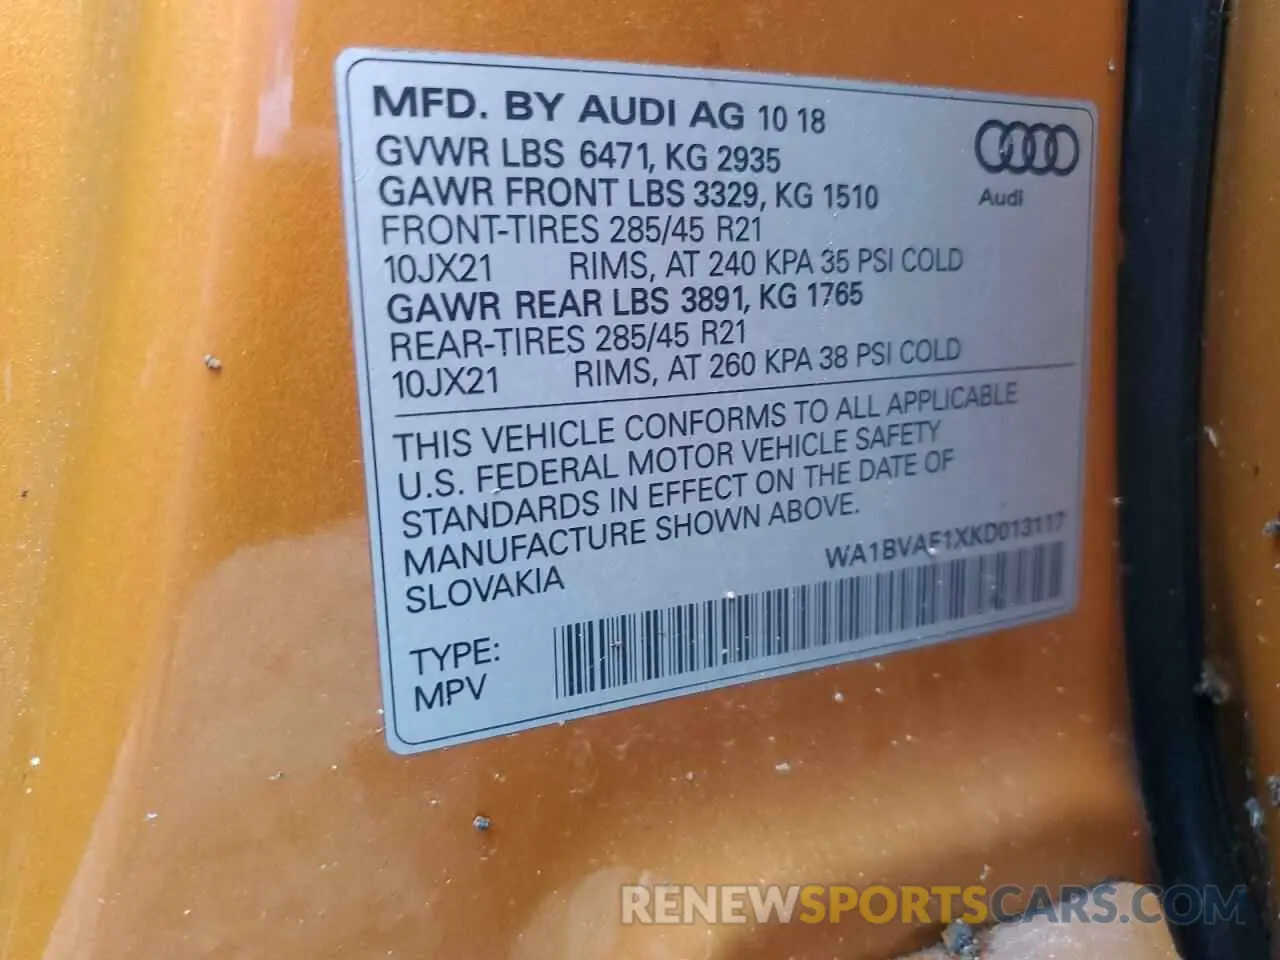 MFD. BY AUDI AG 10 18
GVWR LBS 6471, KG 2935
GAWR FRONT LBS 3329, KG 1510
FRONT-TIRES 285/45 R21
10JX21 RIMS, AT 240 KPA 35 PSI COLD
GAWR REAR LBS 3891, KG 1765
REAR-TIRES 285/45 R21
10JX21 RIMS, AT 260 KPA 38 PSI COLD
Audi
THIS VEHICLE CONFORMS TO ALL APPLICABLE
U.S. FEDERAL MOTOR VEHICLE SAFETY
STANDARDS IN EFFECT ON THE DATE OF
MANUFACTURE SHOWN ABOVE.
SLOVAKIA
WA1BVAF1XKD013117
TYPE:
MPV
RENEWSPORTSCARS.COM